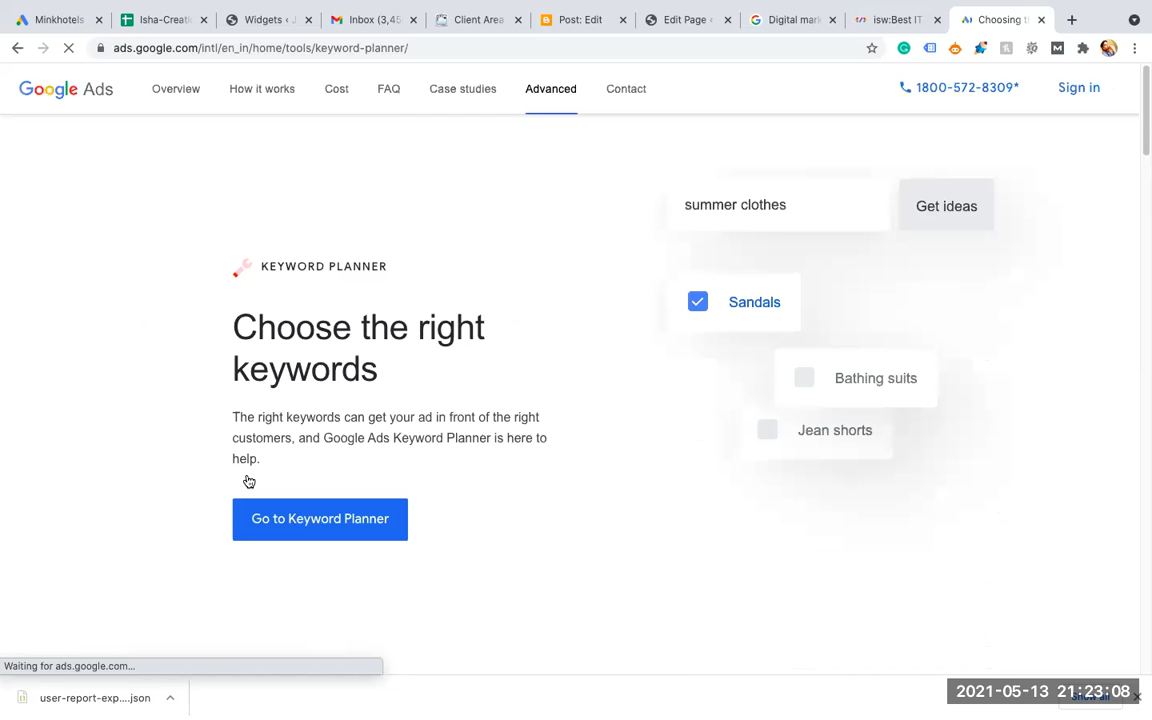 Minkhotels
Isha-Creati
Widgets ‹ J
Inbox (3,45
Client Area
Post: Edit
Edit Page ‹
Digital mark
isw:Best IT
Choosing t
ads.google.com/intl/en_in/home/tools/keyword-planner/
Google Ads
Overview
How it works
Cost
FAQ
Case studies
Advanced
Contact
1800-572-8309*
Sign in
KEYWORD PLANNER
Choose the right
keywords
The right keywords can get your ad in front of the right
customers, and Google Ads Keyword Planner is here to
help.
Go to Keyword Planner
summer clothes
Get ideas
Sandals
Bathing suits
Jean shorts
Waiting for ads.google.com...
user-report-exp....json
2021-05-13 21:23:08